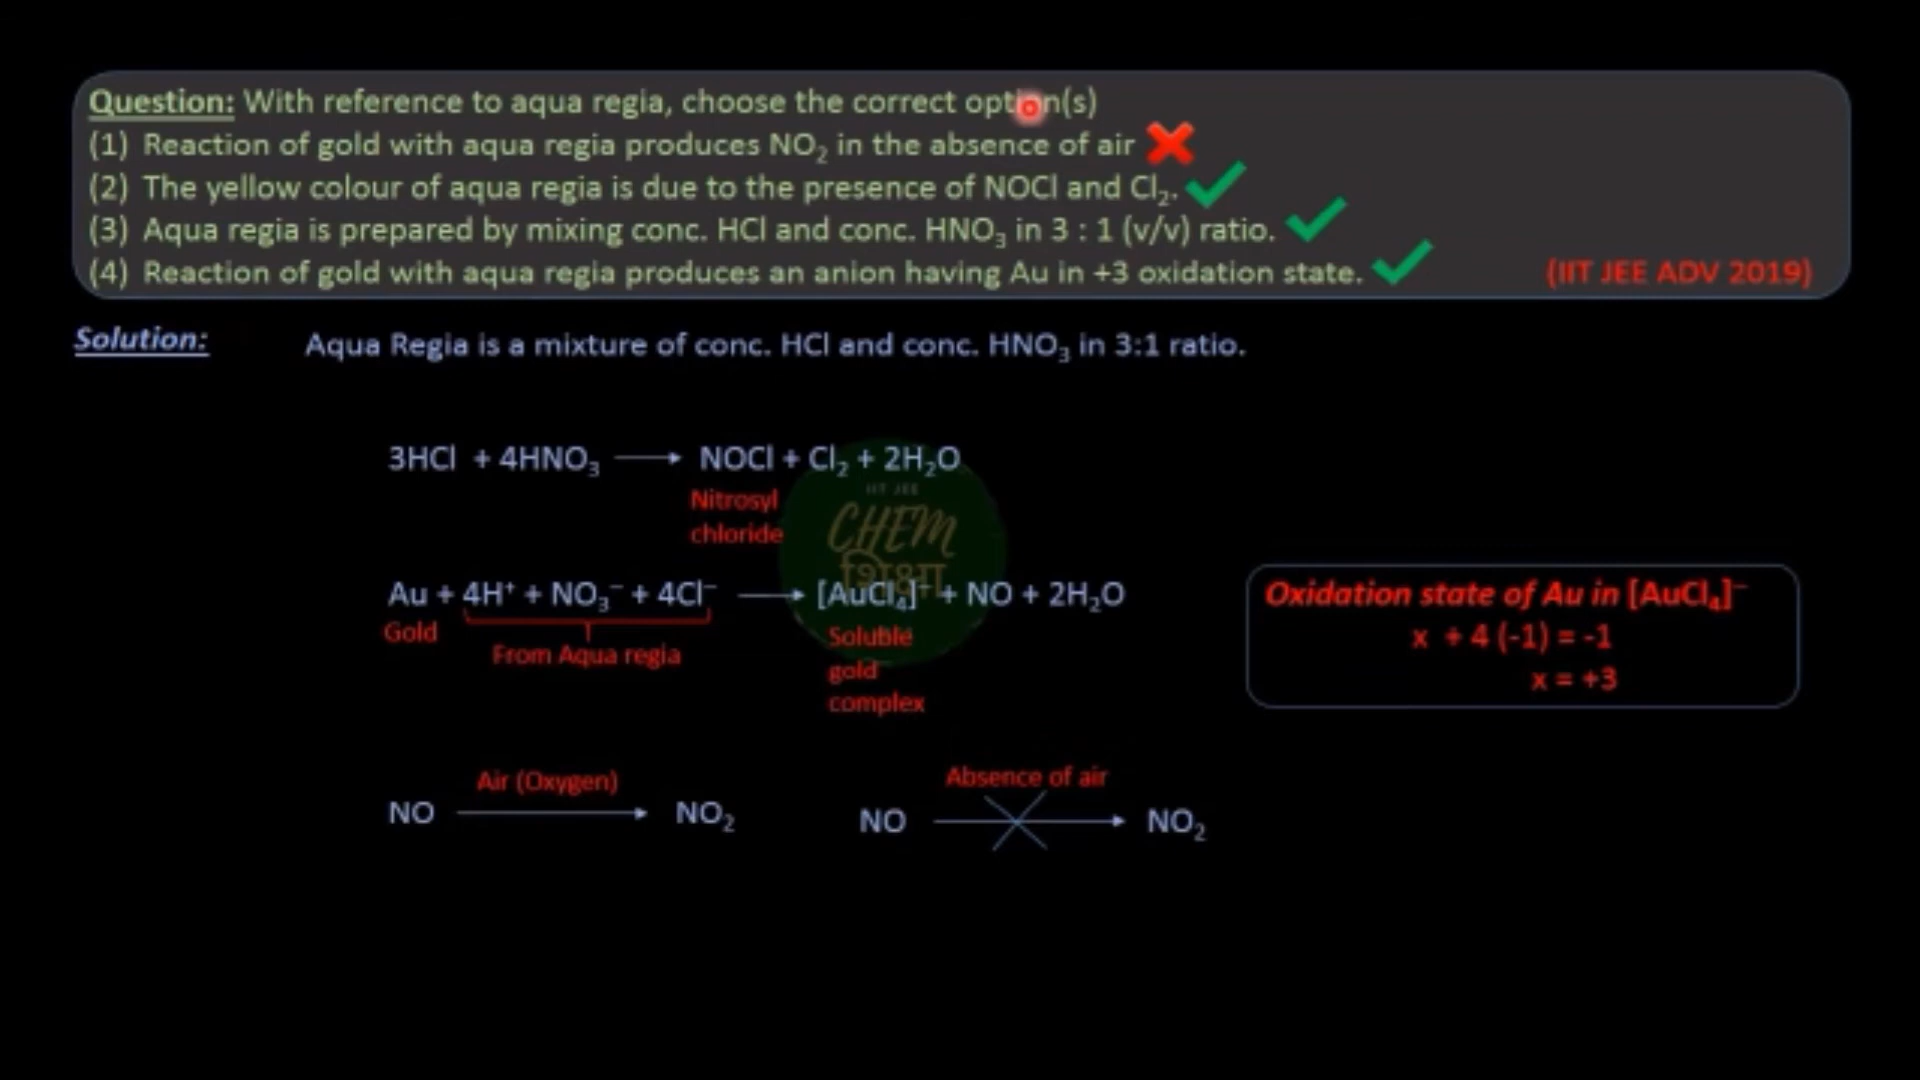 Question: With reference to aqua regia, choose the correct option(s)
(1) Reaction of gold with aqua regia produces NO₂ in the absence of air
(2) The yellow colour of aqua regia is due to the presence of NOCl and Cl₂.
(3) Aqua regia is prepared by mixing conc. HCl and conc. HNO₃ in 3 : 1 (v/v) ratio.
(4) Reaction of gold with aqua regia produces an anion having Au in +3 oxidation state. (IIT JEE ADV 2019)
Solution: Aqua Regia is a mixture of conc. HCl and conc. HNO₃ in 3:1 ratio.
3HCl + 4HNO₃ ⟶ NOCl + Cl₂ + 2H₂O
Nitrosyl
chloride
IIT JEE
CHEM
शिक्षा
Au + 4H⁺ + NO₃⁻ + 4Cl⁻ ⟶ [AuCl₄]⁻ + NO + 2H₂O
Gold
From Aqua regia
Soluble
gold
complex
Oxidation state of Au in [AuCl₄]⁻
x + 4 (-1) = -1
x = +3
Air (Oxygen)
NO ⟶ NO₂
Absence of air
NO ⟶ NO₂